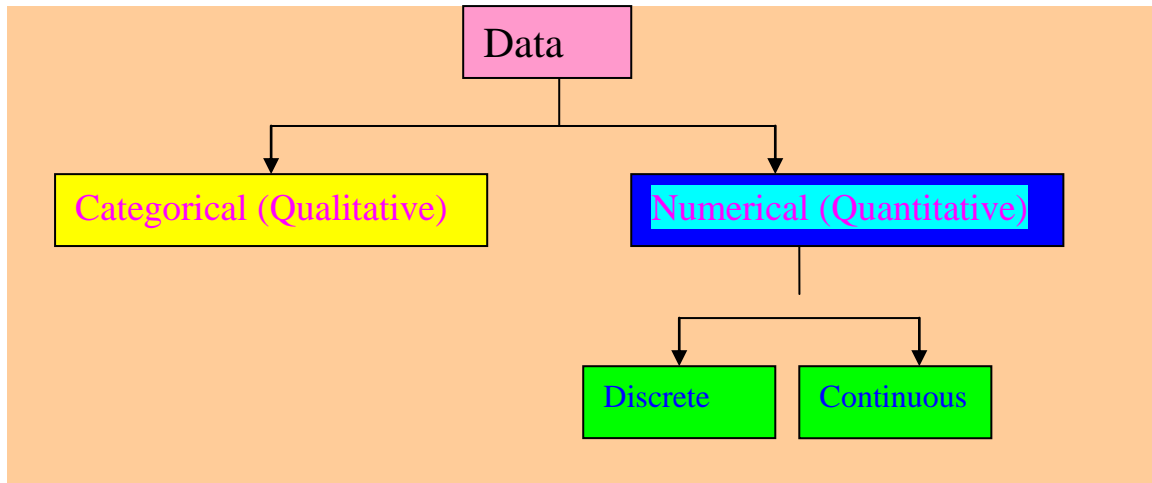 Data
Categorical (Qualitative)
Numerical (Quantitative)
Discrete
Continuous